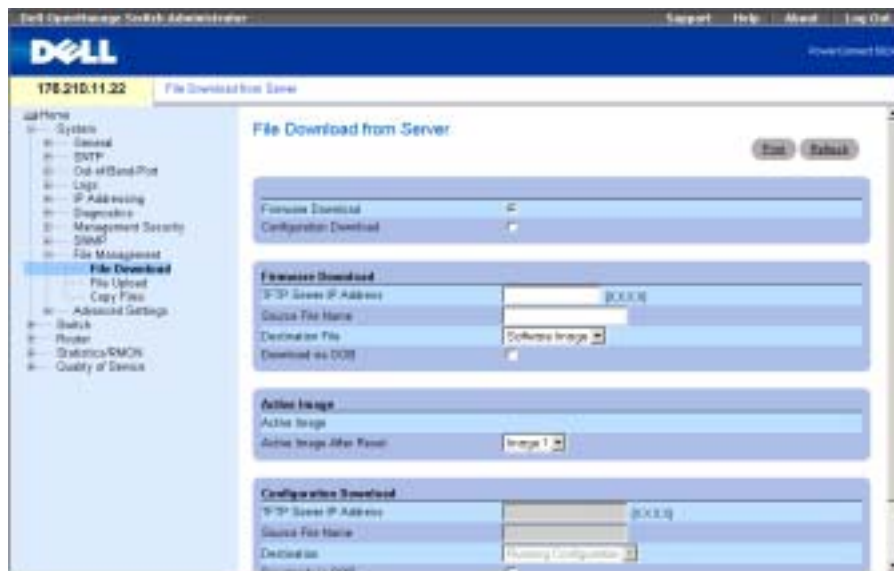 Dell OpenManage Switch Administrator
Support Help About Log Out
DELL
PowerConnect
178.210.11.22
File Download from Server
Home
System
General
SNTP
Out-of-Band-Port
Logs
IP Addressing
Diagnostics
Management Security
SNMP
File Management
File Download
File Upload
Copy Files
Advanced Settings
Switch
Router
Statistics/RMON
Quality of Service
File Download from Server
Print Refresh
Firmware Download
Configuration Download
Firmware Download
TFTP Server IP Address (X.X.X.X)
Source File Name
Destination File Software Image
Download via OOB
Active Image
Active Image
Active Image After Reset Image 1
Configuration Download
TFTP Server IP Address (X.X.X.X)
Source File Name
Destination Running Configuration